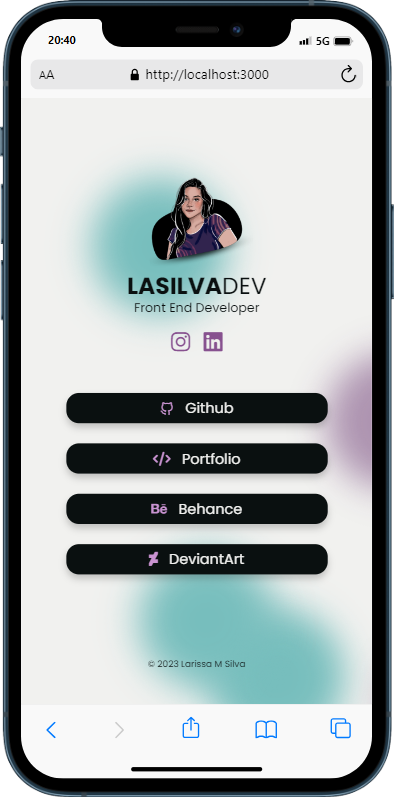 20:40 5G
AA http://localhost:3000
LASILVADEV
Front End Developer
in
Github
</> Portfolio
Bē Behance
DeviantArt
© 2023 Larissa M Silva